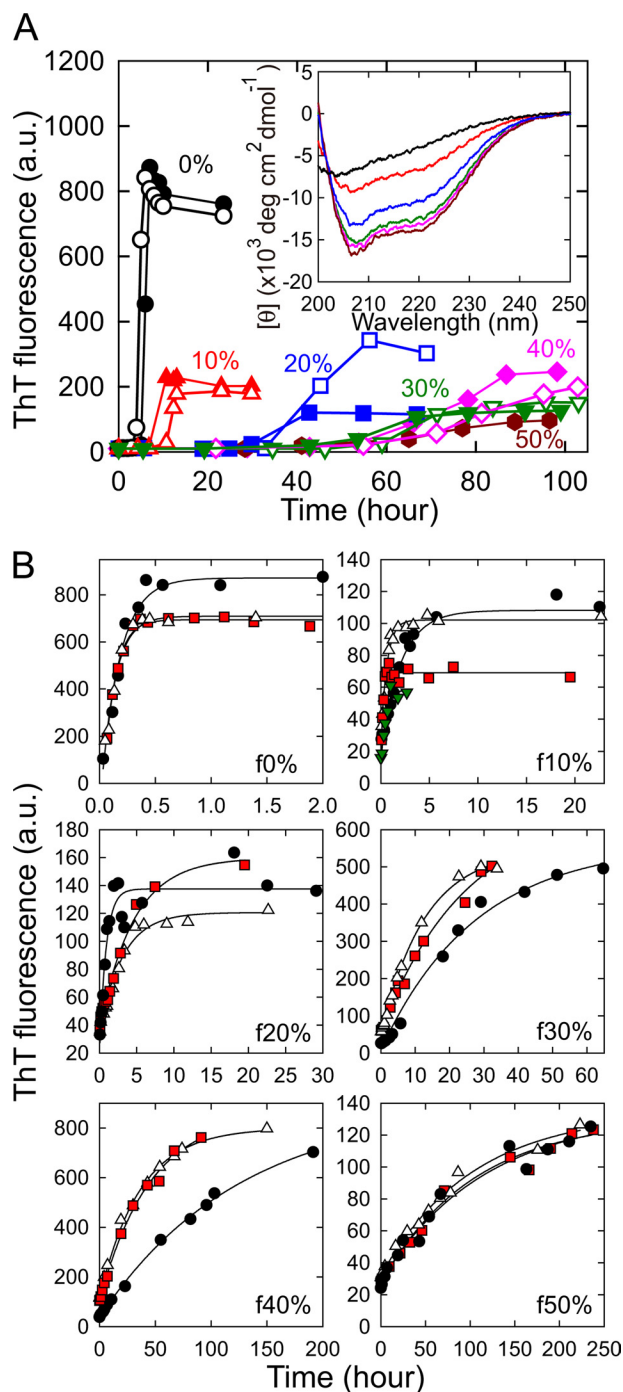 A
ThT fluorescence (a.u.)
1200
1000
800
600
400
200
0
0 20 40 60 80 100
Time (hour)
0%
10%
20%
30%
40%
50%
[θ] (x10³ deg cm² dmol⁻¹)
5
0
-5
-10
-15
-20
200 210 220 230 240 250
Wavelength (nm)
B
ThT fluorescence (a.u.)
800
600
400
200
0
0.0 0.5 1.0 1.5 2.0
f0%
140
120
100
80
60
40
20
0
0 5 10 15 20
f10%
180
160
140
120
100
80
60
40
20
0 5 10 15 20 25 30
f20%
600
500
400
300
200
100
0
0 10 20 30 40 50 60
f30%
800
600
400
200
0
0 50 100 150 200
f40%
140
120
100
80
60
40
20
0
0 50 100 150 200 250
f50%
Time (hour)